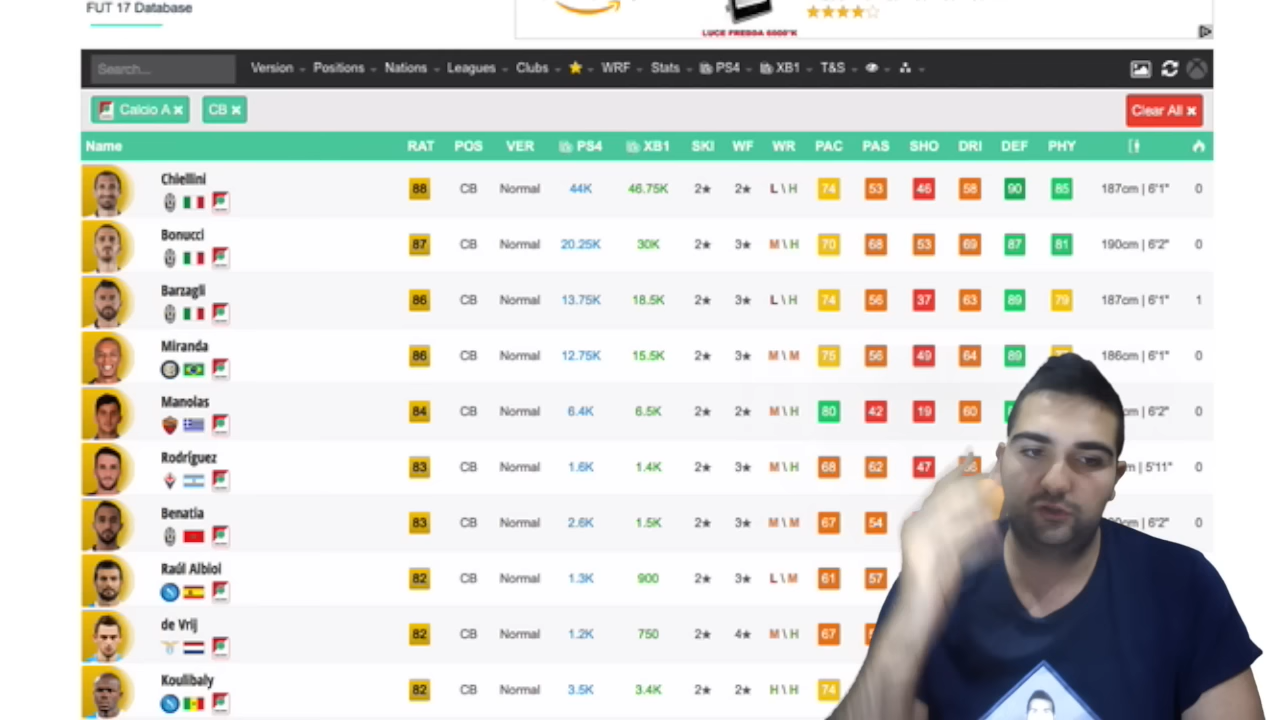 FUT 17 Database
LUCE FREDDA 6000°K
Search... Version Positions Nations Leagues Clubs WRF Stats PS4 XB1 T&S
Calcio A × CB × Clear All ×
Name RAT POS VER PS4 XB1 SKI WF WR PAC PAS SHO DRI DEF PHY
Chiellini 88 CB Normal 44K 46.75K 2★ 2★ L \ H 74 53 46 58 90 85 187cm | 6'1" 0
Bonucci 87 CB Normal 20.25K 30K 2★ 3★ M \ H 70 68 53 69 87 81 190cm | 6'2" 0
Barzagli 86 CB Normal 13.75K 18.5K 2★ 3★ L \ H 74 56 37 63 89 79 187cm | 6'1" 1
Miranda 86 CB Normal 12.75K 15.5K 2★ 3★ M \ M 75 56 49 64 89 186cm | 6'1" 0
Manolas 84 CB Normal 6.4K 6.5K 2★ 2★ M \ H 80 42 19 60 cm | 6'2" 0
Rodríguez 83 CB Normal 1.6K 1.4K 2★ 3★ M \ H 68 62 47 | 5'11" 0
Benatia 83 CB Normal 2.6K 1.5K 2★ 3★ M \ M 67 54 cm | 6'2" 0
Raúl Albiol 82 CB Normal 1.3K 900 2★ 3★ L \ M 61 57
de Vrij 82 CB Normal 1.2K 750 2★ 4★ M \ H 67
Koulibaly 82 CB Normal 3.5K 3.4K 2★ 2★ H \ H 74